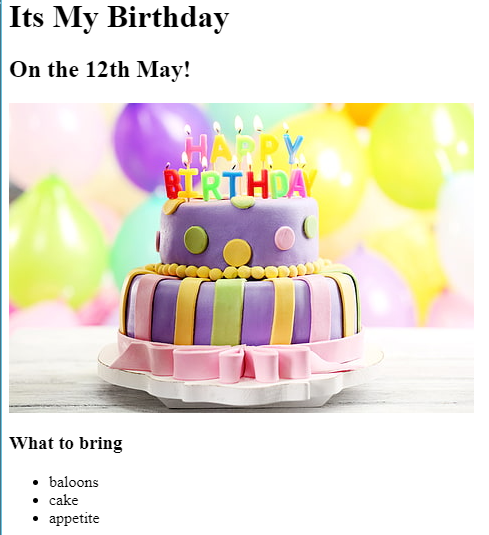 Its My Birthday
On the 12th May!
HAPPY
BIRTHDAY
What to bring
baloons
cake
appetite